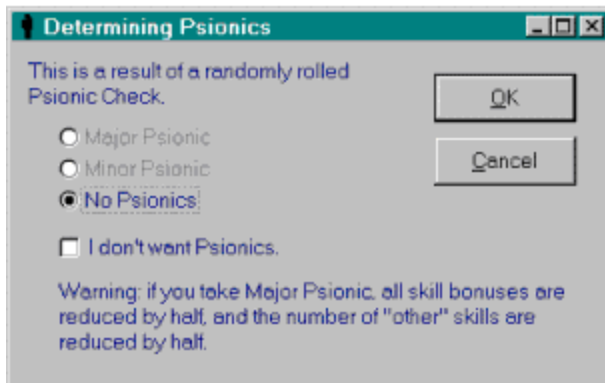 Determining Psionics
This is a result of a randomly rolled
Psionic Check.
OK
Major Psionic
Minor Psionic
Cancel
No Psionics
I don't want Psionics.
Warning: if you take Major Psionic, all skill bonuses are
reduced by half, and the number of "other" skills are
reduced by half.